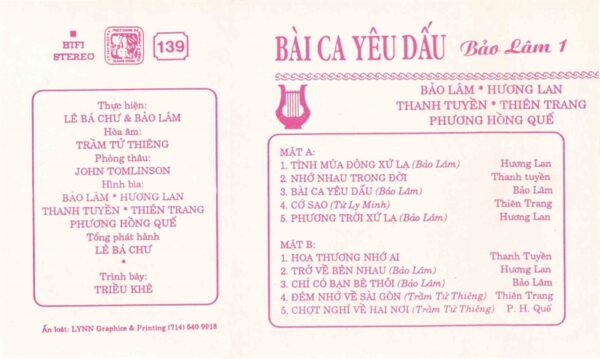 HIFI
STEREO
139
Thực hiện:
LÊ BÁ CHƯ & BẢO LÂM
Hòa âm:
TRẦM TỬ THIÊNG
Phòng thâu:
JOHN TOMLINSON
Hình bìa:
BẢO LÂM * HƯƠNG LAN
THANH TUYỀN * THIÊN TRANG
PHƯƠNG HỒNG QUẾ
Tổng phát hành
LÊ BÁ CHƯ
*
Trình bày:
TRIỀU KHÊ
Ấn loát: LYNN Graphics & Printing (714) 540-9918
BÀI CA YÊU DẤU Bảo Lâm 1
BẢO LÂM * HƯƠNG LAN
THANH TUYỀN * THIÊN TRANG
PHƯƠNG HỒNG QUẾ
MẶT A:
1. TÌNH MÙA ĐÔNG XỨ LẠ (Bảo Lâm) Hương Lan
2. NHỚ NHAU TRONG ĐỜI Thanh tuyền
3. BÀI CA YÊU DẤU (Bảo Lâm) Bảo Lâm
4. CỚ SAO (Từ Ly Minh) Thiên Trang
5. PHƯƠNG TRỜI XỨ LẠ (Bảo Lâm) Hương Lan
MẶT B:
1. HOA THƯƠNG NHỚ AI Thanh Tuyền
2. TRỞ VỀ BÊN NHAU (Bảo Lâm) Hương Lan
3. CHỈ CÓ BẠN BÈ THÔI (Bảo Lâm) Bảo Lâm
4. ĐÊM NHỚ VỀ SÀI GÒN (Trầm Tử Thiêng) Thiên Trang
5. CHỢT NGHĨ VỀ HAI NƠI (Trầm Tử Thiêng) P. H. Quế